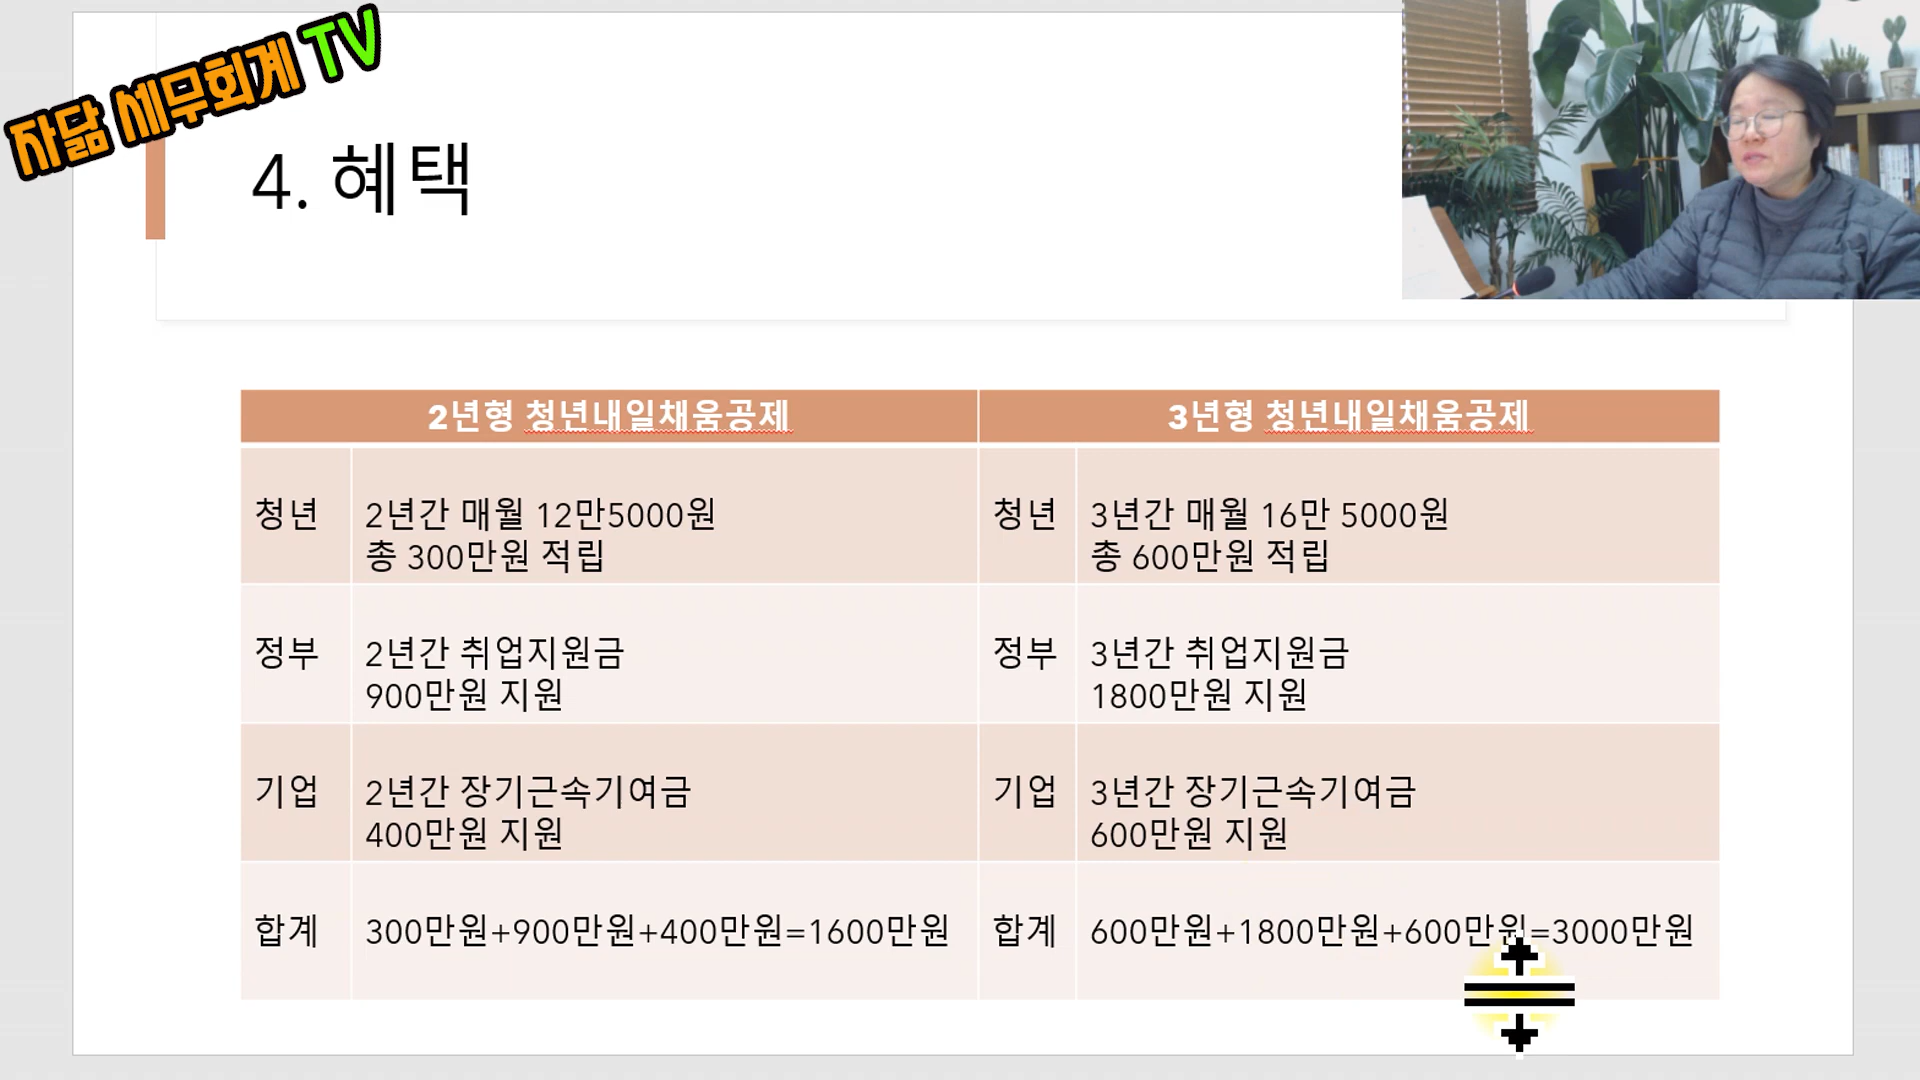 자닮 세무회계 TV
4. 혜택
2년형 청년내일채움공제
3년형 청년내일채움공제
청년
2년간 매월 12만5000원
총 300만원 적립
청년
3년간 매월 16만 5000원
총 600만원 적립
정부
2년간 취업지원금
900만원 지원
정부
3년간 취업지원금
1800만원 지원
기업
2년간 장기근속기여금
400만원 지원
기업
3년간 장기근속기여금
600만원 지원
합계
300만원+900만원+400만원=1600만원
합계
600만원+1800만원+600만원=3000만원